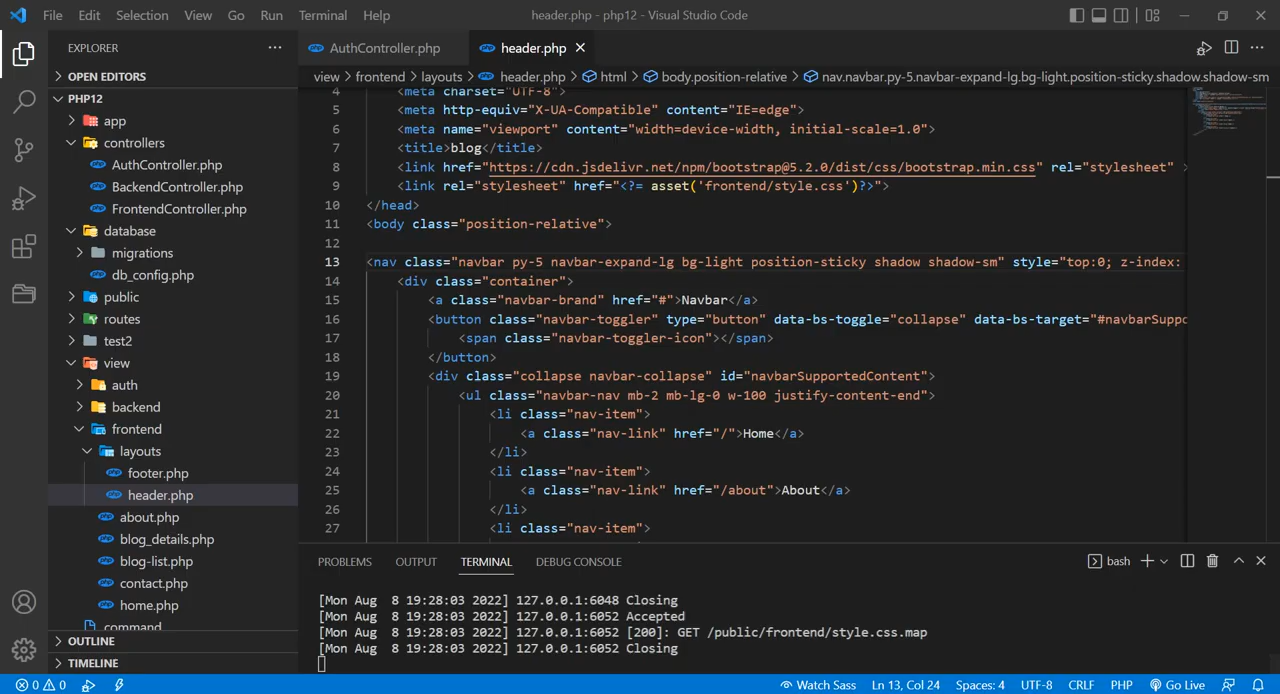 File Edit Selection View Go Run Terminal Help
header.php - php12 - Visual Studio Code
EXPLORER
OPEN EDITORS
PHP12
app
controllers
AuthController.php
BackendController.php
FrontendController.php
database
migrations
db_config.php
public
routes
test2
view
auth
backend
frontend
layouts
footer.php
header.php
about.php
blog_details.php
blog-list.php
contact.php
home.php
command
OUTLINE
TIMELINE
AuthController.php header.php
view > frontend > layouts > header.php > html > body.position-relative > nav.navbar.py-5.navbar-expand-lg.bg-light.position-sticky.shadow.shadow-sm
4 <meta charset="UTF-8">
5 <meta http-equiv="X-UA-Compatible" content="IE=edge">
6 <meta name="viewport" content="width=device-width, initial-scale=1.0">
7 <title>blog</title>
8 <link href="https://cdn.jsdelivr.net/npm/bootstrap@5.2.0/dist/css/bootstrap.min.css" rel="stylesheet"
9 <link rel="stylesheet" href="<?= asset('frontend/style.css')?>">
10 </head>
11 <body class="position-relative">
12
13 <nav class="navbar py-5 navbar-expand-lg bg-light position-sticky shadow shadow-sm" style="top:0; z-index:
14 <div class="container">
15 <a class="navbar-brand" href="#">Navbar</a>
16 <button class="navbar-toggler" type="button" data-bs-toggle="collapse" data-bs-target="#navbarSuppo
17 <span class="navbar-toggler-icon"></span>
18 </button>
19 <div class="collapse navbar-collapse" id="navbarSupportedContent">
20 <ul class="navbar-nav mb-2 mb-lg-0 w-100 justify-content-end">
21 <li class="nav-item">
22 <a class="nav-link" href="/">Home</a>
23 </li>
24 <li class="nav-item">
25 <a class="nav-link" href="/about">About</a>
26 </li>
27 <li class="nav-item">
PROBLEMS OUTPUT TERMINAL DEBUG CONSOLE
bash
[Mon Aug  8 19:28:03 2022] 127.0.0.1:6048 Closing
[Mon Aug  8 19:28:03 2022] 127.0.0.1:6052 Accepted
[Mon Aug  8 19:28:03 2022] 127.0.0.1:6052 [200]: GET /public/frontend/style.css.map
[Mon Aug  8 19:28:03 2022] 127.0.0.1:6052 Closing
0 0 Watch Sass Ln 13, Col 24 Spaces: 4 UTF-8 CRLF PHP Go Live